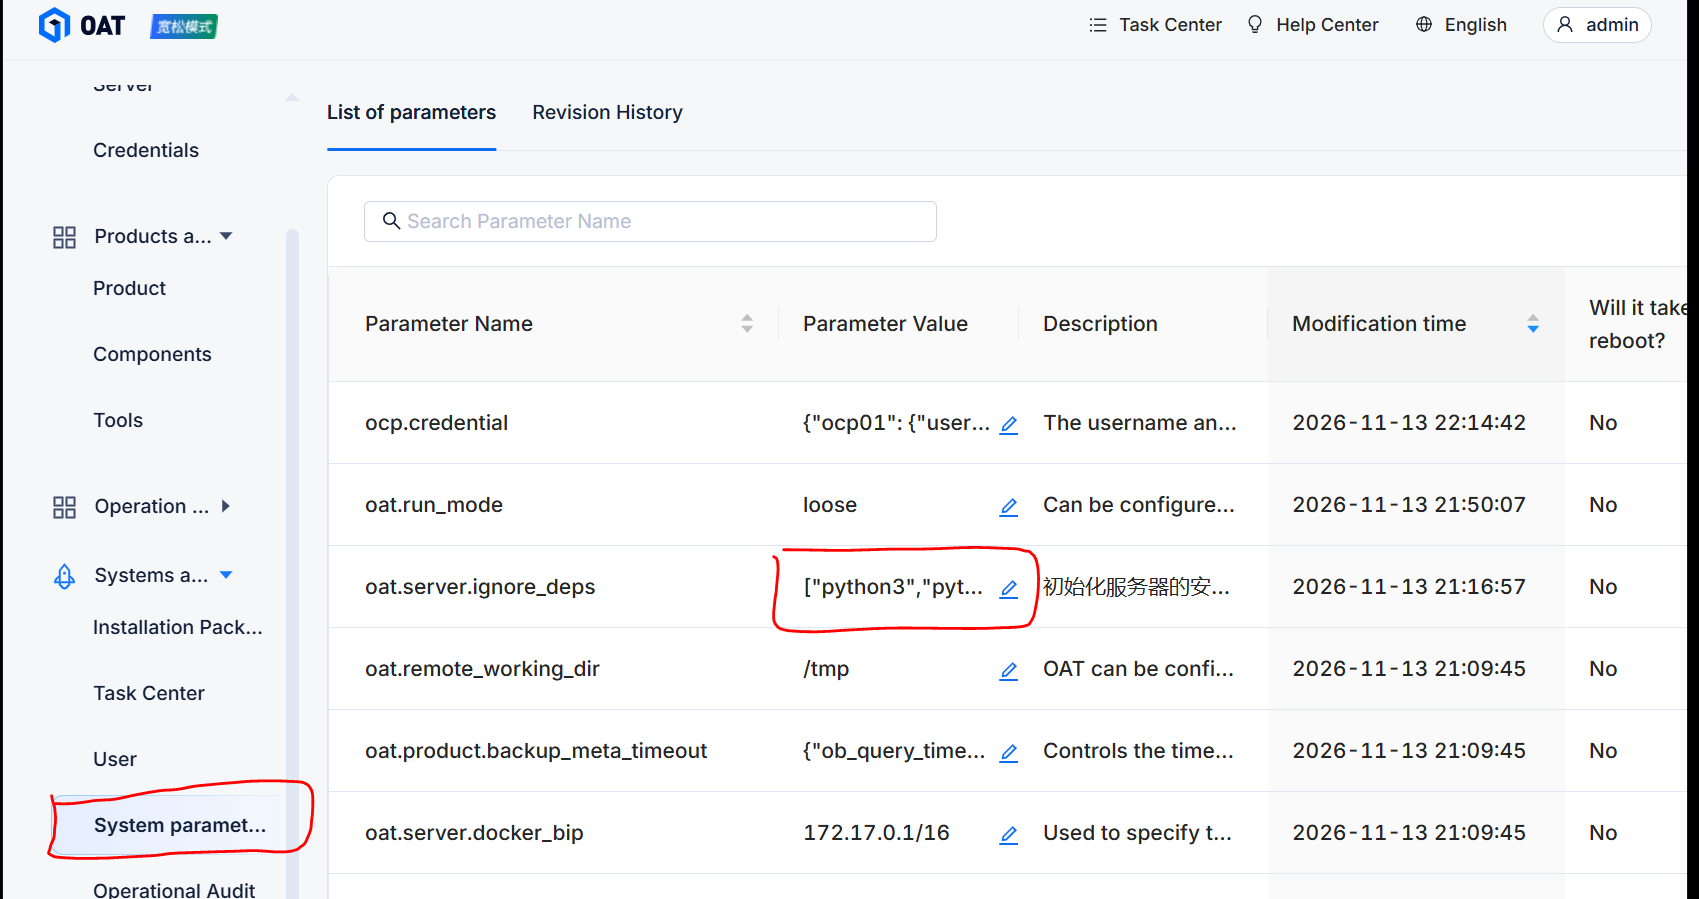 OAT 宽松模式 Task Center Help Center English admin
Server
Credentials
Products a...
Product
Components
Tools
Operation ...
Systems a...
Installation Pack...
Task Center
User
System paramet...
Operational Audit
List of parameters Revision History
Search Parameter Name
Parameter Name Parameter Value Description Modification time Will it take
reboot?
ocp.credential {"ocp01": {"user... The username an... 2026-11-13 22:14:42 No
oat.run_mode loose Can be configure... 2026-11-13 21:50:07 No
oat.server.ignore_deps ["python3","pyt... 初始化服务器的安... 2026-11-13 21:16:57 No
oat.remote_working_dir /tmp OAT can be confi... 2026-11-13 21:09:45 No
oat.product.backup_meta_timeout {"ob_query_time... Controls the time... 2026-11-13 21:09:45 No
oat.server.docker_bip 172.17.0.1/16 Used to specify t... 2026-11-13 21:09:45 No